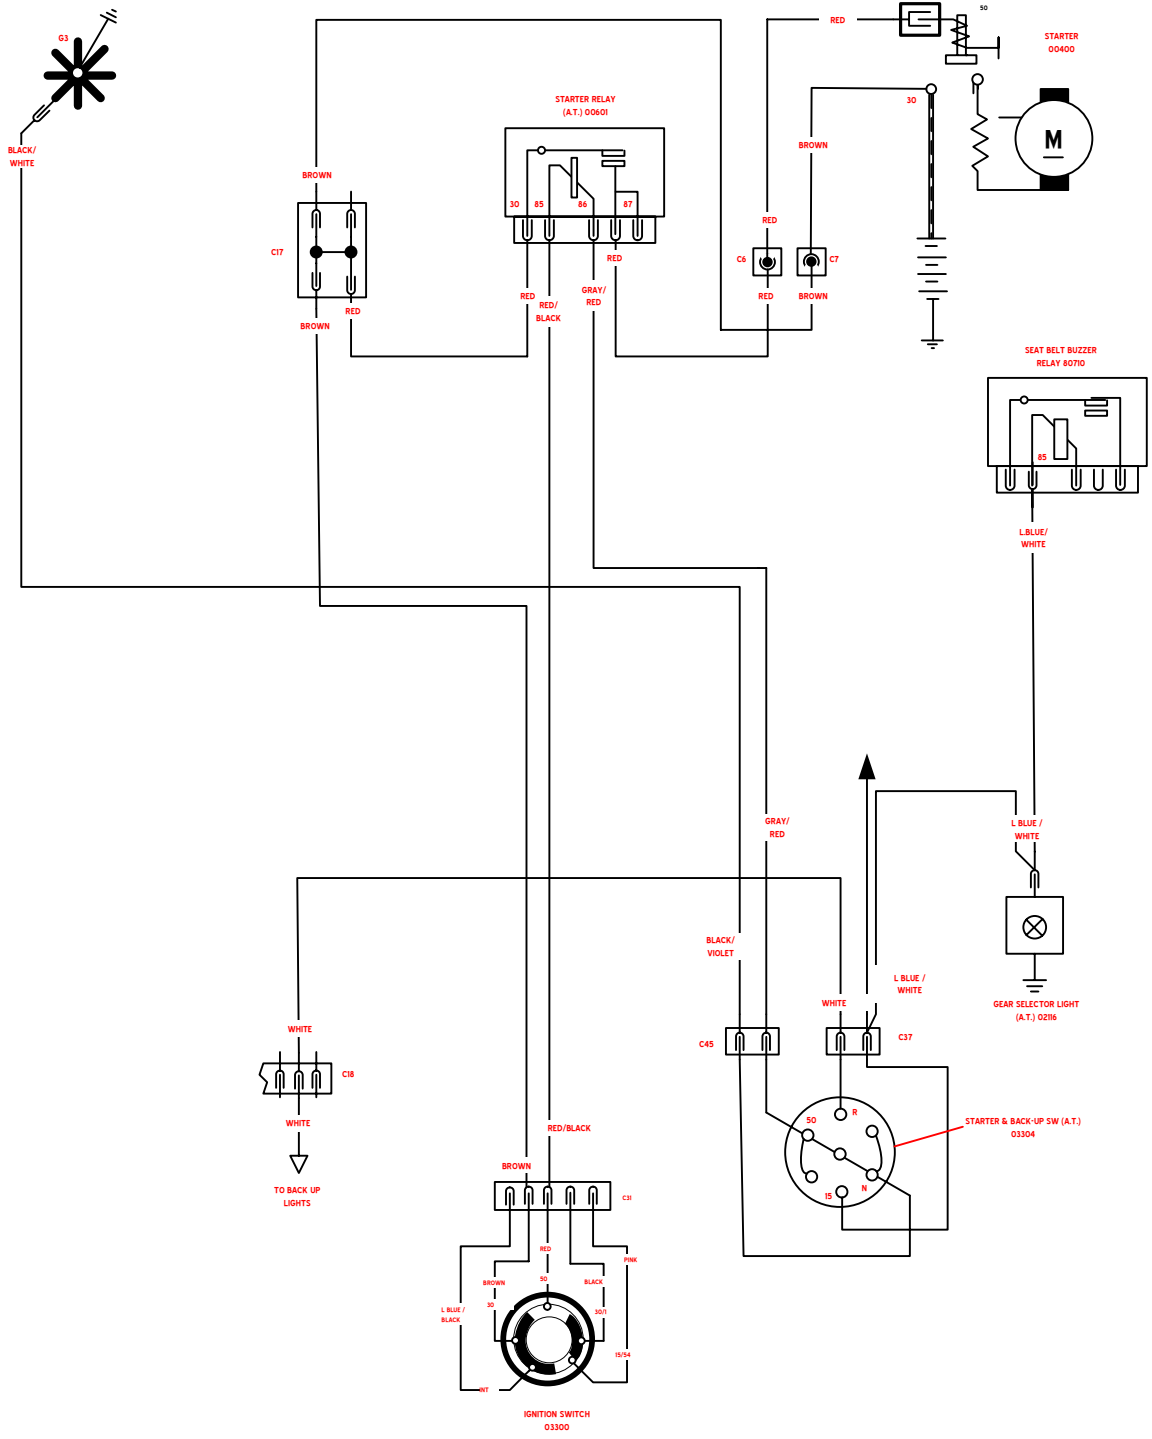 50
RED
STARTER
00400
G3
STARTER RELAY
(A.T.) 00601
30
BROWN
BLACK/
WHITE
BROWN
30
85
86
87
RED
C17
RED
C6
C7
RED
RED/
BLACK
GRAY/
RED
RED
BROWN
BROWN
RED
M
SEAT BELT BUZZER
RELAY 80710
85
L.BLUE/
WHITE
GRAY/
RED
L BLUE /
WHITE
BLACK/
VIOLET
L BLUE /
WHITE
WHITE
GEAR SELECTOR LIGHT
(A.T.) 02116
WHITE
C45
C37
C18
WHITE
50
R
STARTER & BACK-UP SW (A.T.)
03304
RED/BLACK
BROWN
N
15
TO BACK UP
LIGHTS
C31
RED
PINK
BROWN
50
BLACK
30
30/1
L BLUE /
BLACK
15/54
INT
IGNITION SWITCH
03300